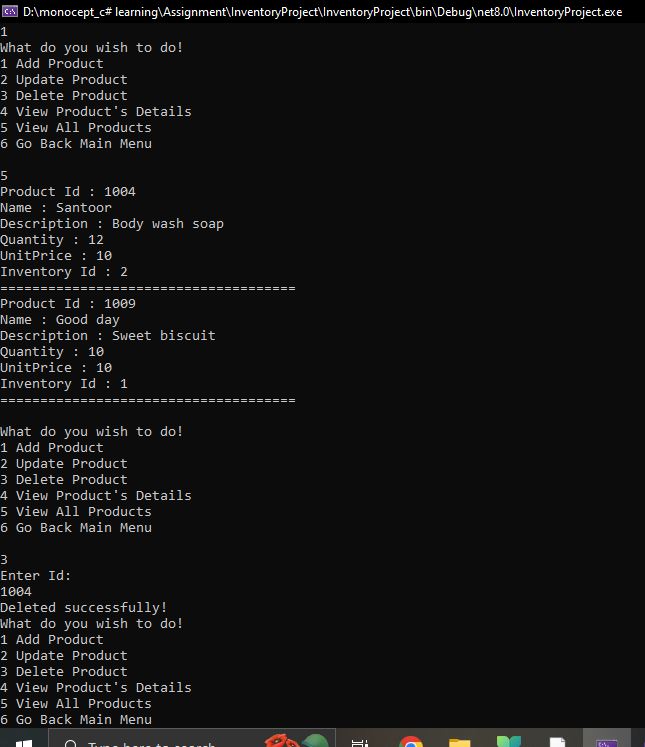 D:\monocept_c# learning\Assignment\InventoryProject\InventoryProject\bin\Debug\net8.0\InventoryProject.exe
1
What do you wish to do!
1 Add Product
2 Update Product
3 Delete Product
4 View Product's Details
5 View All Products
6 Go Back Main Menu
5
Product Id : 1004
Name : Santoor
Description : Body wash soap
Quantity : 12
UnitPrice : 10
Inventory Id : 2
=====================================
Product Id : 1009
Name : Good day
Description : Sweet biscuit
Quantity : 10
UnitPrice : 10
Inventory Id : 1
=====================================
What do you wish to do!
1 Add Product
2 Update Product
3 Delete Product
4 View Product's Details
5 View All Products
6 Go Back Main Menu
3
Enter Id:
1004
Deleted successfully!
What do you wish to do!
1 Add Product
2 Update Product
3 Delete Product
4 View Product's Details
5 View All Products
6 Go Back Main Menu
Type here to search